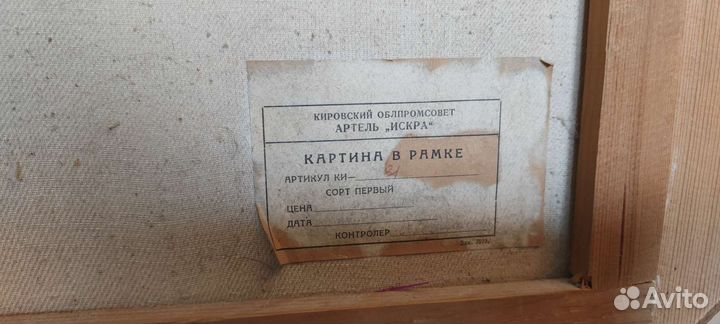 КИРОВСКИЙ ОБЛПРОМСОВЕТ
АРТЕЛЬ „ИСКРА“
КАРТИНА В РАМКЕ
АРТИКУЛ КИ—
СОРТ ПЕРВЫЙ
ЦЕНА
ДАТА
КОНТРОЛЕР
Avito